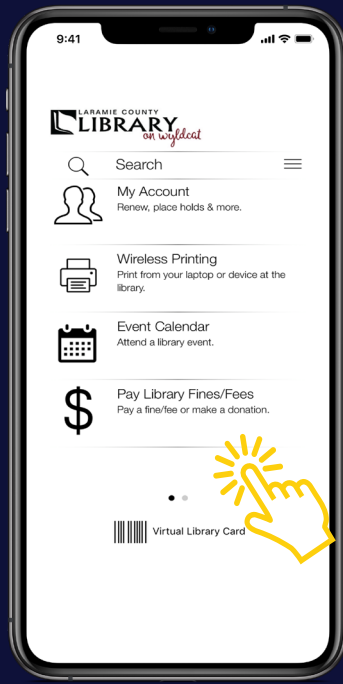 9:41
LARAMIE COUNTY
LIBRARY
on wyldcat
Search
My Account
Renew, place holds & more.
Wireless Printing
Print from your laptop or device at the
library.
Event Calendar
Attend a library event.
$
Pay Library Fines/Fees
Pay a fine/fee or make a donation.
Virtual Library Card